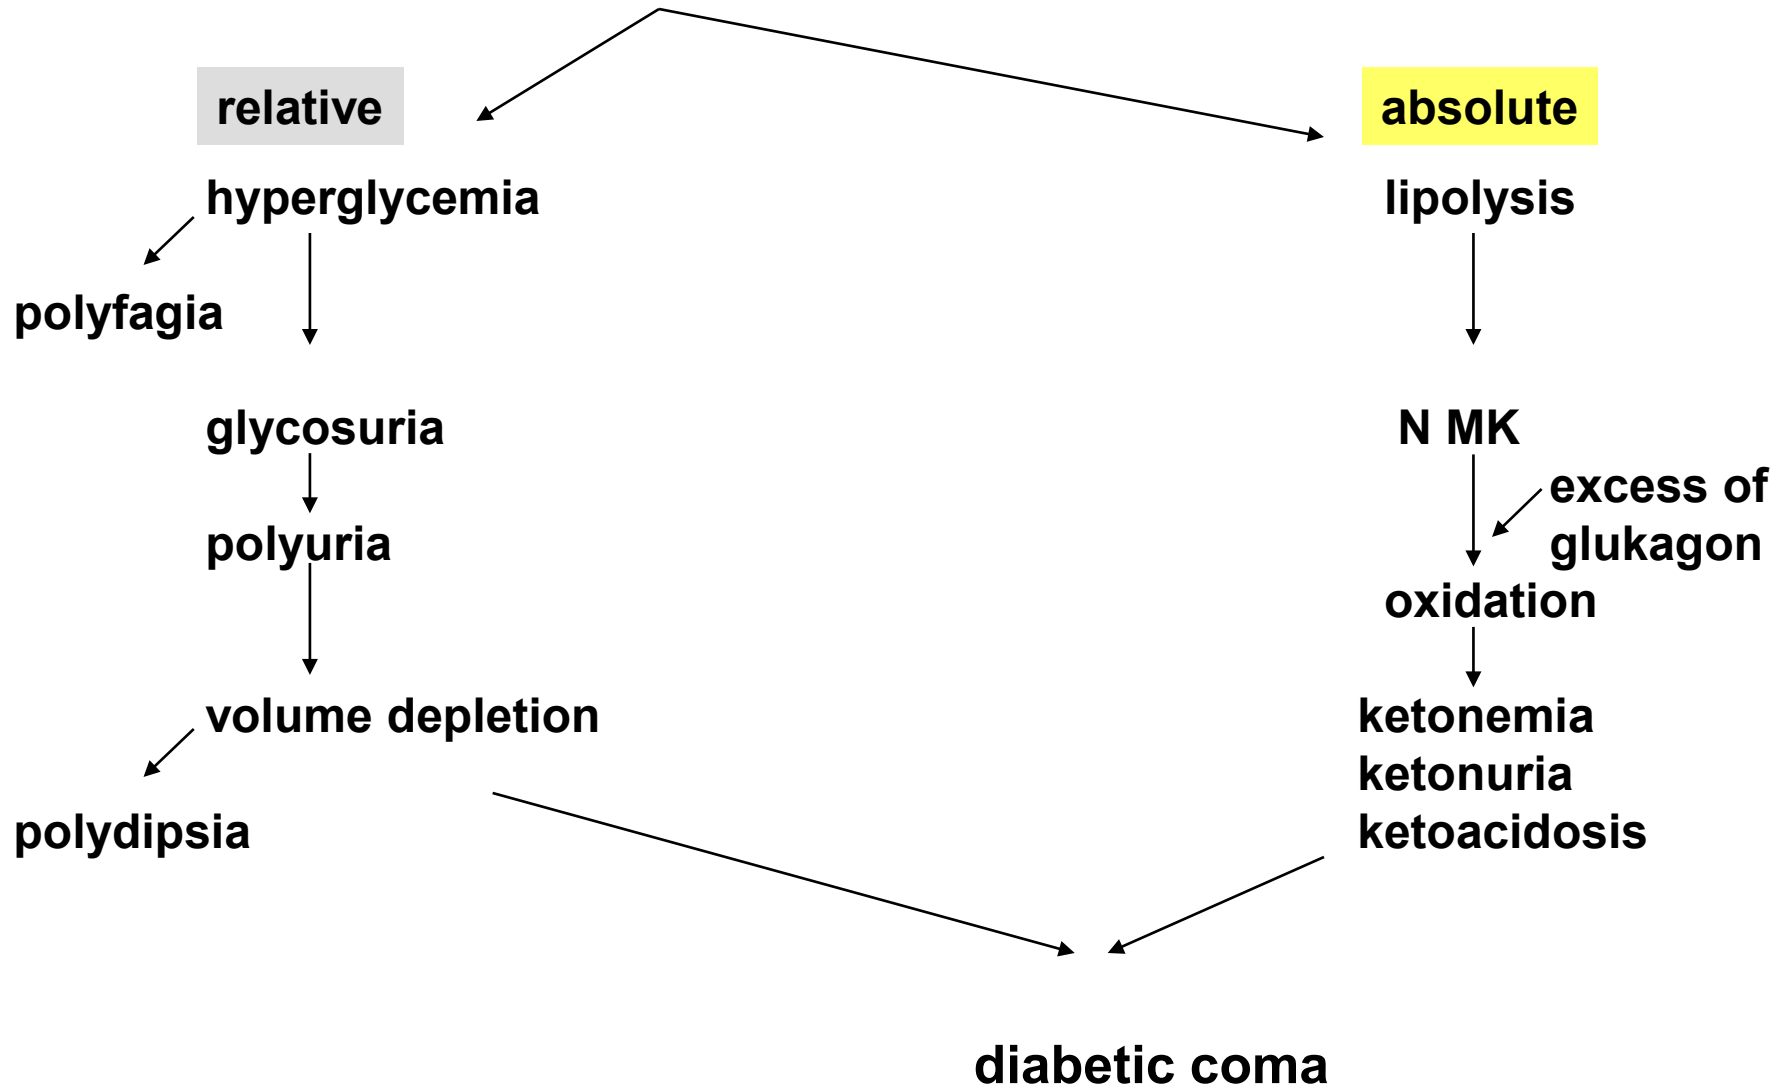 relative
absolute
hyperglycemia
lipolysis
polyfagia
glycosuria
N MK
excess of
glukagon
polyuria
oxidation
volume depletion
ketonemia
ketonuria
polydipsia
ketoacidosis
diabetic coma